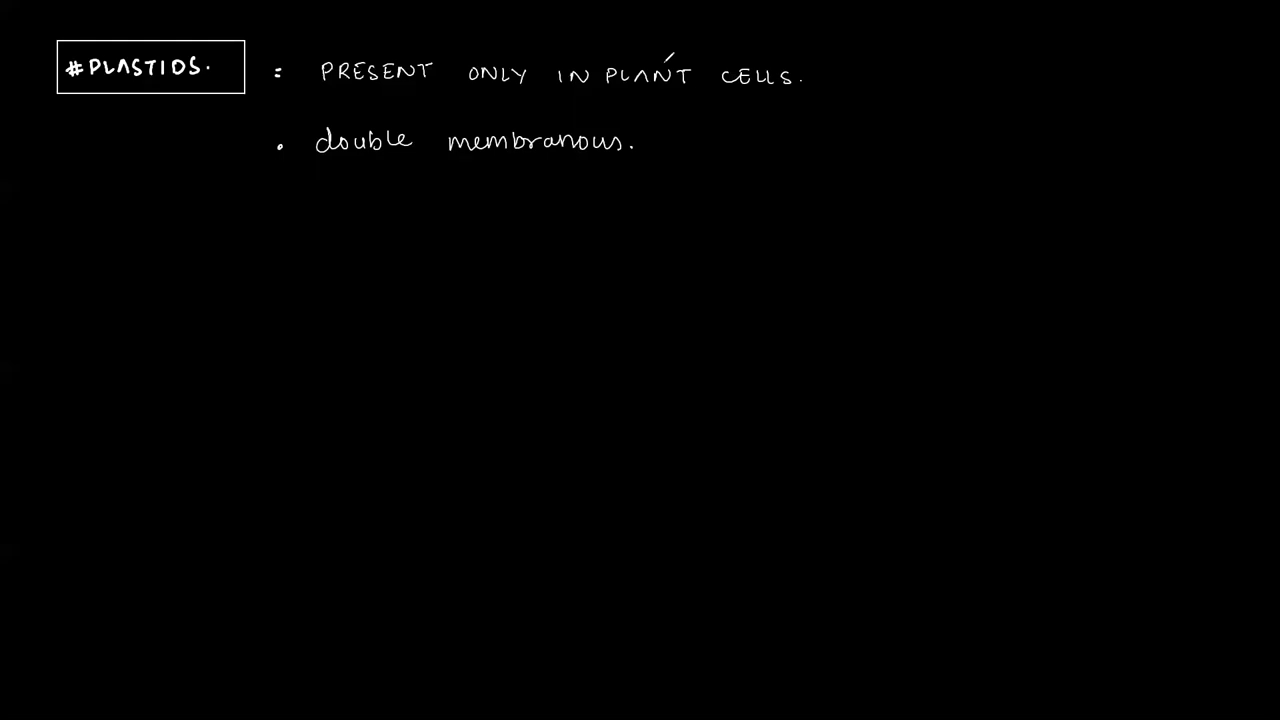 #PLASTIDS. : PRESENT ONLY IN PLANT CELLS.
• double membranous.